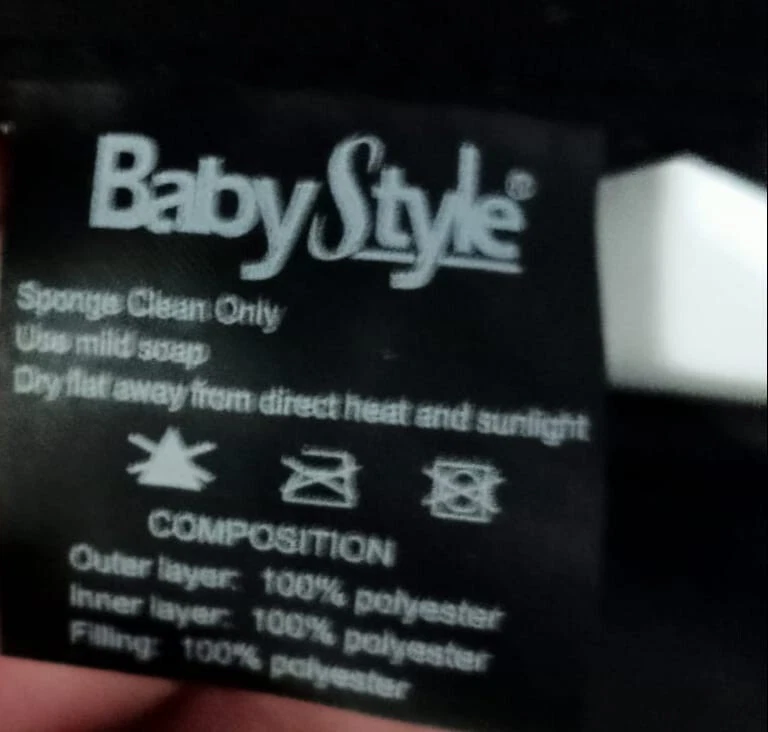 BabyStyle®
Sponge Clean Only
Use mild soap
Dry flat away from direct heat and sunlight
COMPOSITION
Outer layer: 100% polyester
Inner layer: 100% polyester
Filling: 100% polyester